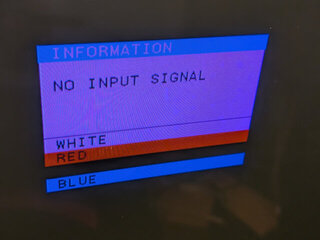 INFORMATION
NO INPUT SIGNAL
WHITE
RED
BLUE